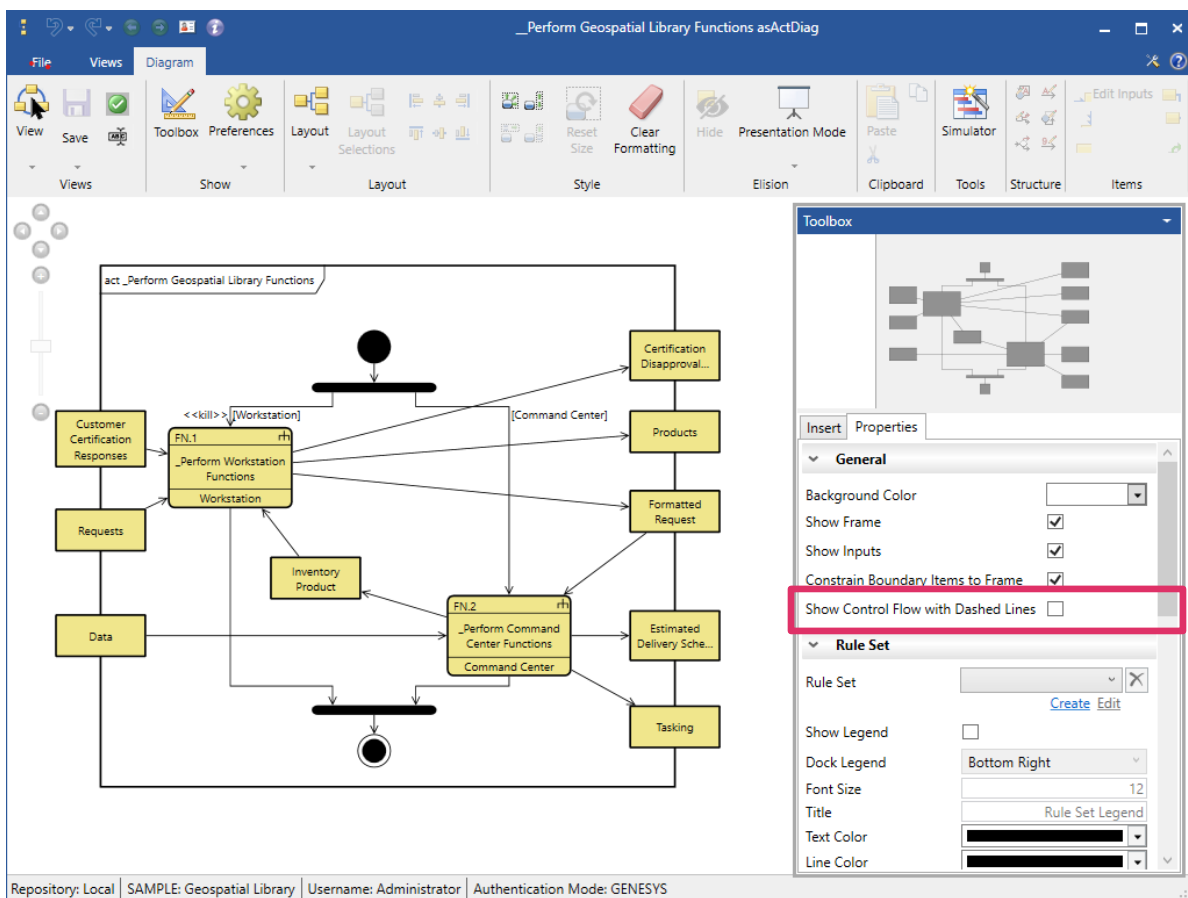 __Perform Geospatial Library Functions asActDiag
File Views Diagram
View Save Toolbox Preferences Layout Layout Selections Reset Size Clear Formatting Hide Presentation Mode Paste Simulator Edit Inputs
Views Show Layout Style Elision Clipboard Tools Structure Items
act _Perform Geospatial Library Functions
<<kill>> [Workstation]
[Command Center]
Customer
Certification
Responses
FN.1
_Perform Workstation
Functions
Workstation
Certification
Disapproval...
Products
Requests
Formatted
Request
Inventory
Product
FN.2
_Perform Command
Center Functions
Command Center
Data
Estimated
Delivery Sche...
Tasking
Toolbox
Insert Properties
General
Background Color
Show Frame
Show Inputs
Constrain Boundary Items to Frame
Show Control Flow with Dashed Lines
Rule Set
Rule Set
Create Edit
Show Legend
Dock Legend Bottom Right
Font Size 12
Title Rule Set Legend
Text Color
Line Color
Repository: Local SAMPLE: Geospatial Library Username: Administrator Authentication Mode: GENESYS